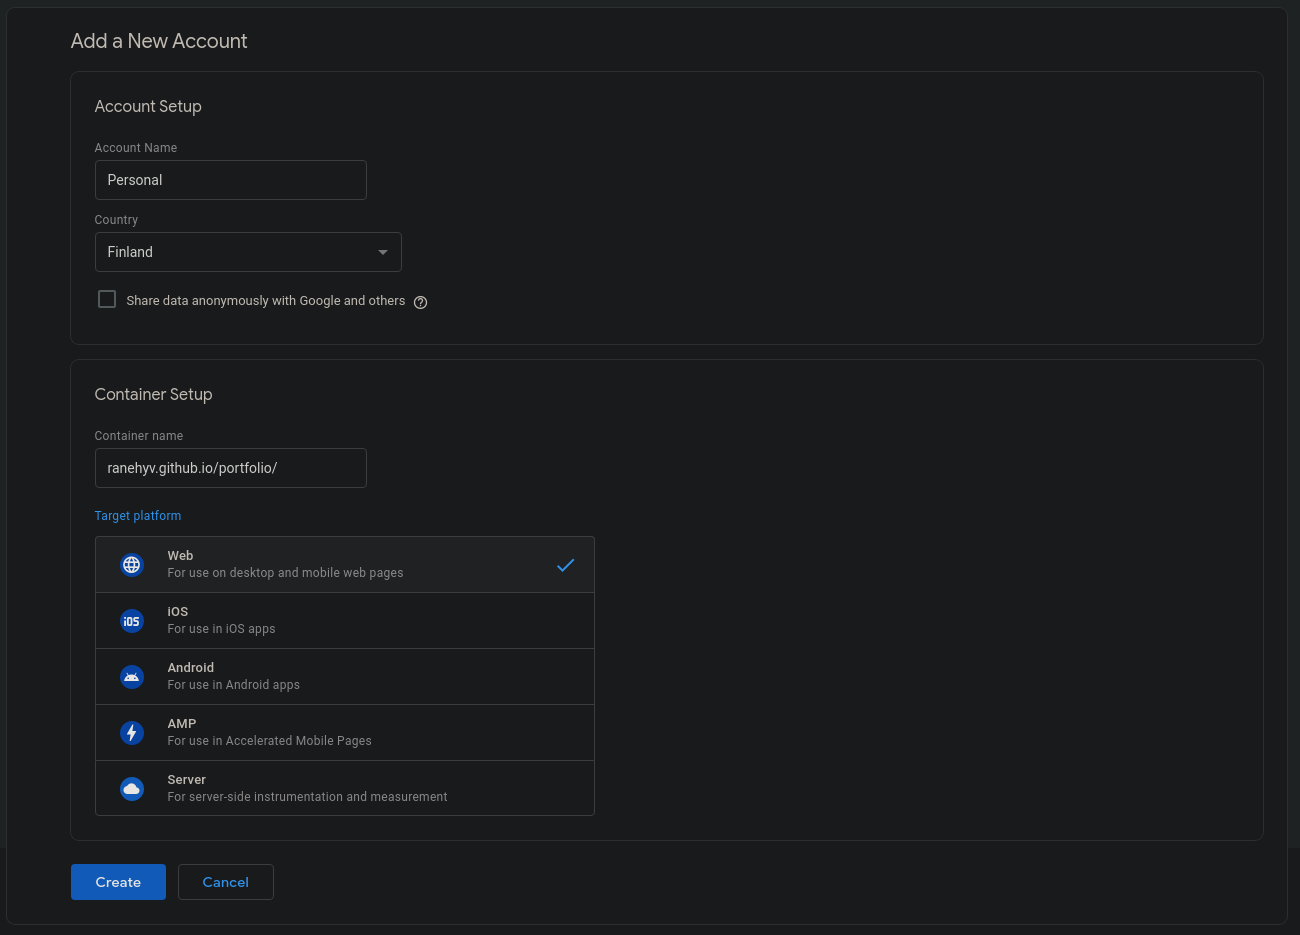 Add a New Account
Account Setup
Account Name
Personal
Country
Finland
Share data anonymously with Google and others
Container Setup
Container name
ranehyv.github.io/portfolio/
Target platform
Web
For use on desktop and mobile web pages
iOS
iOS
For use in iOS apps
Android
For use in Android apps
AMP
For use in Accelerated Mobile Pages
Server
For server-side instrumentation and measurement
Create Cancel